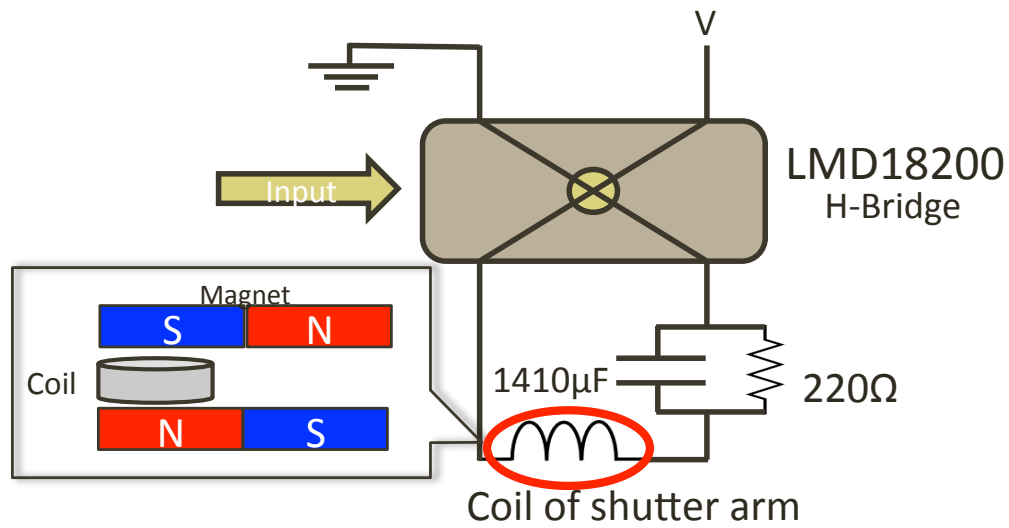 V
LMD18200
H-Bridge
Input
Magnet
S N
Coil
N S
1410µF
220Ω
Coil of shutter arm